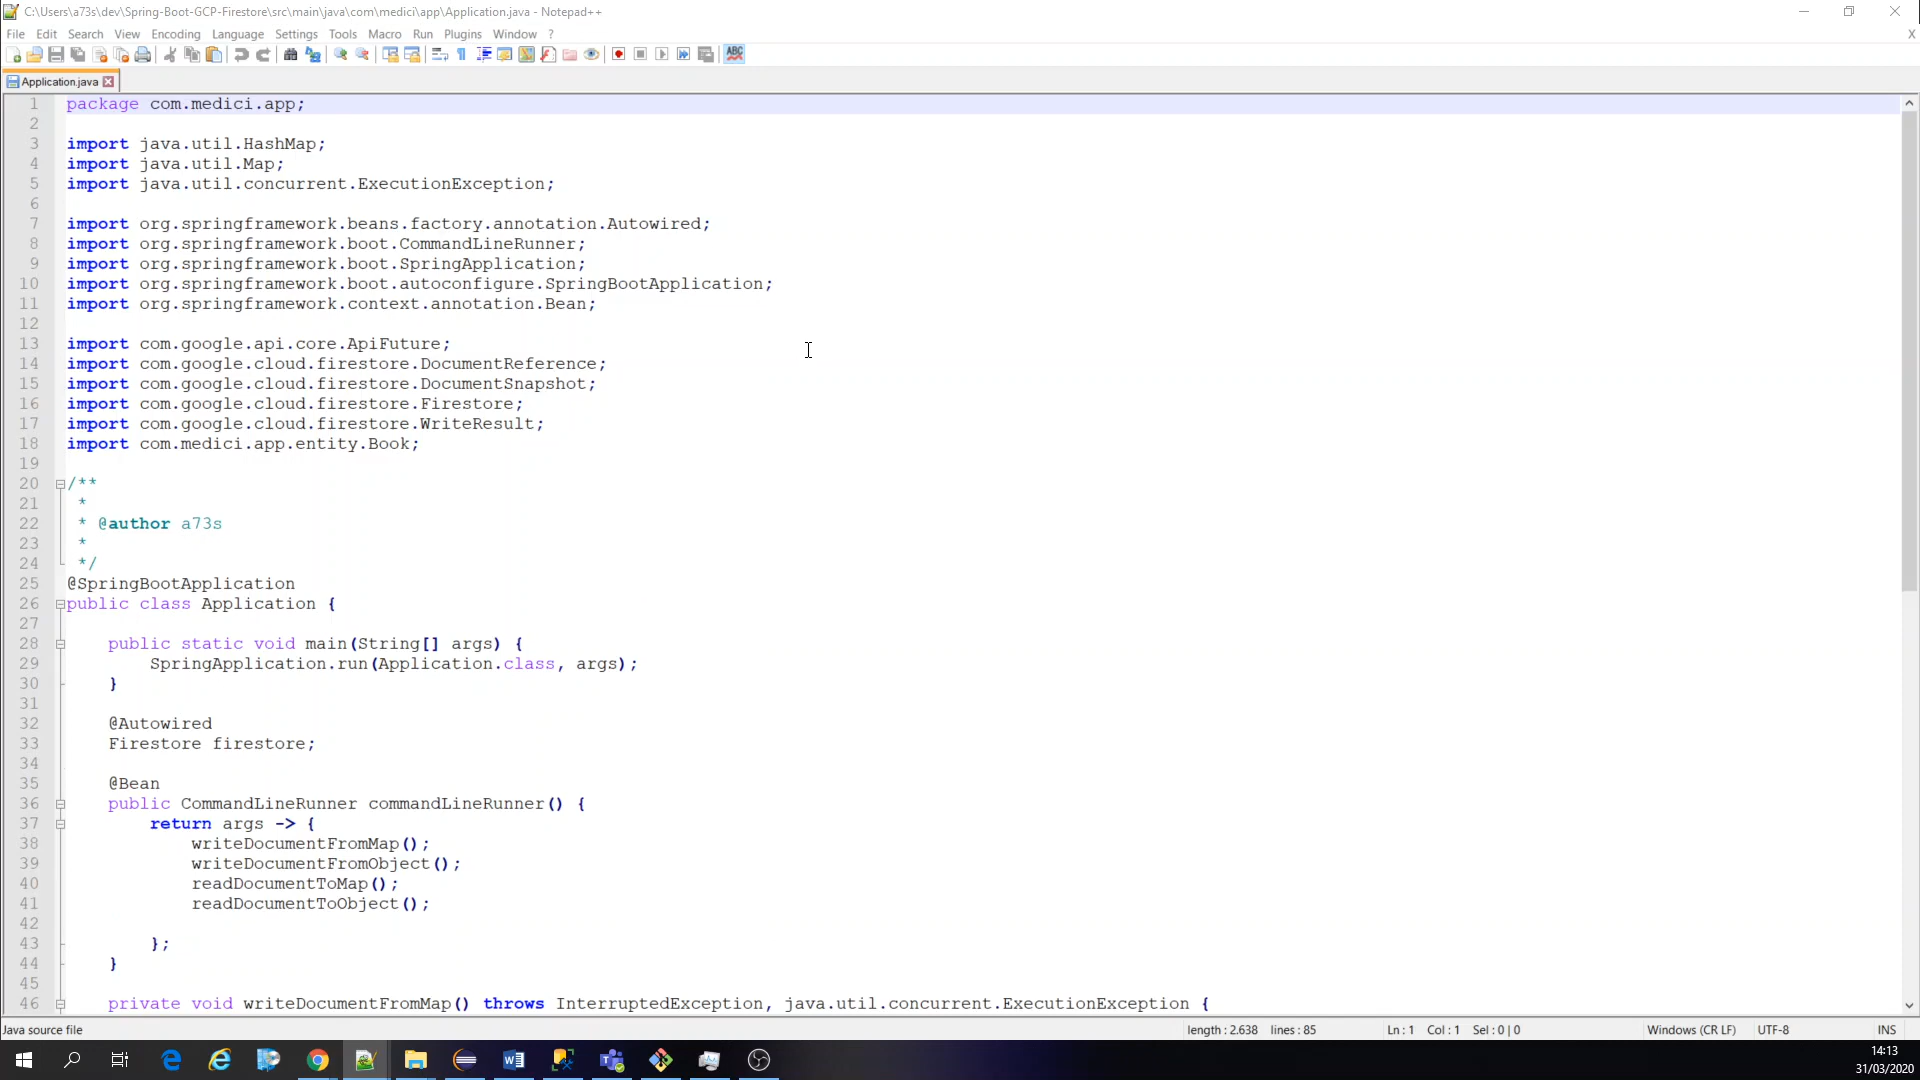 C:\Users\a73s\dev\Spring-Boot-GCP-Firestore\src\main\java\com\medici\app\Application.java - Notepad++
File Edit Search View Encoding Language Settings Tools Macro Run Plugins Window ? X
Application.java
1 package com.medici.app;
2
3 import java.util.HashMap;
4 import java.util.Map;
5 import java.util.concurrent.ExecutionException;
6
7 import org.springframework.beans.factory.annotation.Autowired;
8 import org.springframework.boot.CommandLineRunner;
9 import org.springframework.boot.SpringApplication;
10 import org.springframework.boot.autoconfigure.SpringBootApplication;
11 import org.springframework.context.annotation.Bean;
12
13 import com.google.api.core.ApiFuture;
14 import com.google.cloud.firestore.DocumentReference;
15 import com.google.cloud.firestore.DocumentSnapshot;
16 import com.google.cloud.firestore.Firestore;
17 import com.google.cloud.firestore.WriteResult;
18 import com.medici.app.entity.Book;
19
20 /**
21 *
22 * @author a73s
23 *
24 */
25 @SpringBootApplication
26 public class Application {
27
28 public static void main(String[] args) {
29 SpringApplication.run(Application.class, args);
30 }
31
32 @Autowired
33 Firestore firestore;
34
35 @Bean
36 public CommandLineRunner commandLineRunner() {
37 return args -> {
38 writeDocumentFromMap();
39 writeDocumentFromObject();
40 readDocumentToMap();
41 readDocumentToObject();
42
43 };
44 }
45
46 private void writeDocumentFromMap() throws InterruptedException, java.util.concurrent.ExecutionException {
Java source file length : 2.638 lines : 85 Ln : 1 Col : 1 Sel : 0 | 0 Windows (CR LF) UTF-8 INS
14:13
31/03/2020